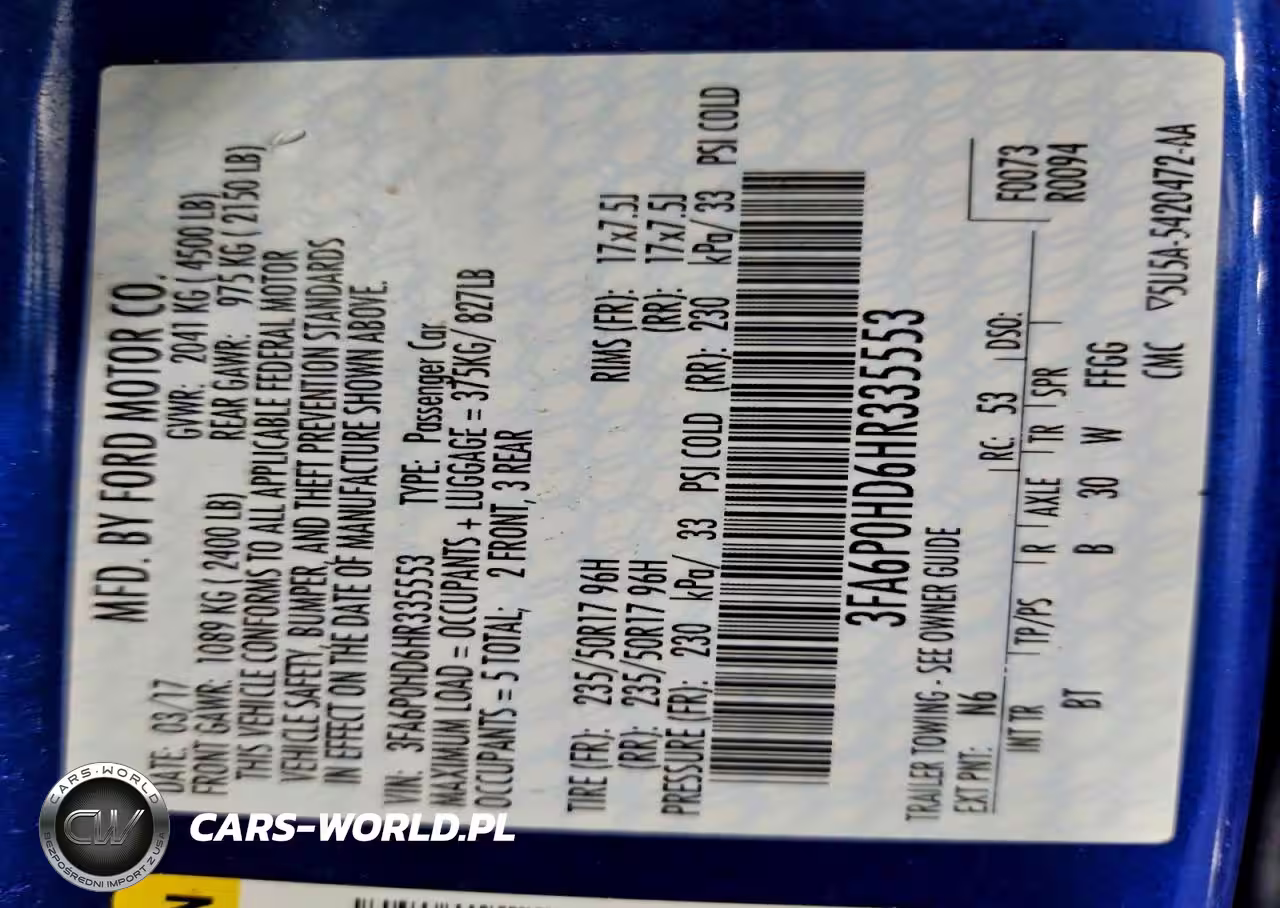 MFD. BY FORD MOTOR CO.
DATE: 03/17 GVWR: 2041 KG ( 4500 LB)
FRONT GAWR: 1089 KG ( 2400 LB) REAR GAWR: 975 KG ( 2150 LB)
THIS VEHICLE CONFORMS TO ALL APPLICABLE FEDERAL MOTOR
VEHICLE SAFETY, BUMPER, AND THEFT PREVENTION STANDARDS
IN EFFECT ON THE DATE OF MANUFACTURE SHOWN ABOVE.
VIN: 3FA6P0HD6HR335553 TYPE: Passenger Car
MAXIMUM LOAD = OCCUPANTS + LUGGAGE = 375KG/ 827LB
OCCUPANTS = 5 TOTAL; 2 FRONT, 3 REAR
TIRE (FR): 235/50R17 96H RIMS (FR): 17x7.5J
(RR): 235/50R17 96H (RR): 17x7.5J
PRESSURE (FR): 230 kPa/ 33 PSI COLD (RR): 230 kPa/ 33 PSI COLD
3FA6P0HD6HR335553
TRAILER TOWING - SEE OWNER GUIDE
EXT PNT: N6 RC: 53 DSO: F0073
R0094
INT TR TP/PS R AXLE TR SPR
BT B 30 W FFGG
CMC ▽5U5A-5420472-AA
CARS-WORLD
CW
BEZPOŚREDNI IMPORT Z USA
CARS-WORLD.PL
N